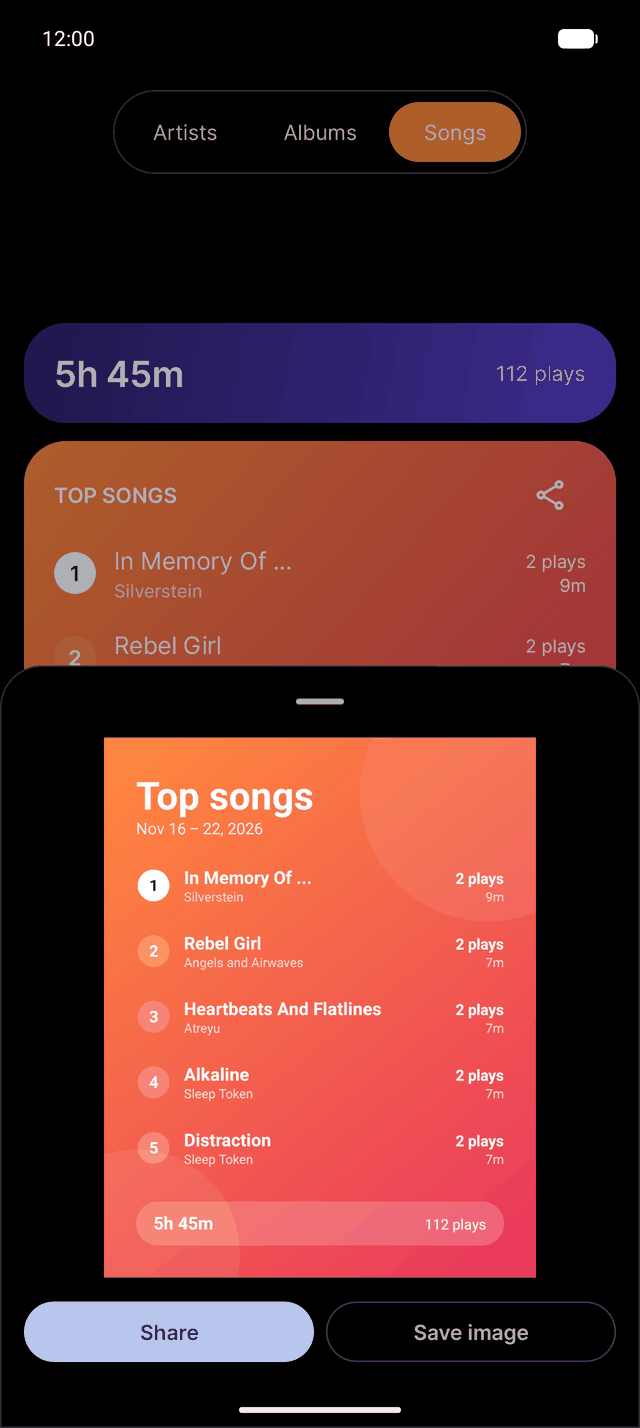 12:00
Artists Albums Songs
5h 45m 112 plays
TOP SONGS
1 In Memory Of ... 2 plays
Silverstein 9m
2 Rebel Girl 2 plays
Top songs
Nov 16 – 22, 2026
1 In Memory Of ... 2 plays
Silverstein 9m
2 Rebel Girl 2 plays
Angels and Airwaves 7m
3 Heartbeats And Flatlines 2 plays
Atreyu 7m
4 Alkaline 2 plays
Sleep Token 7m
5 Distraction 2 plays
Sleep Token 7m
5h 45m 112 plays
Share Save image